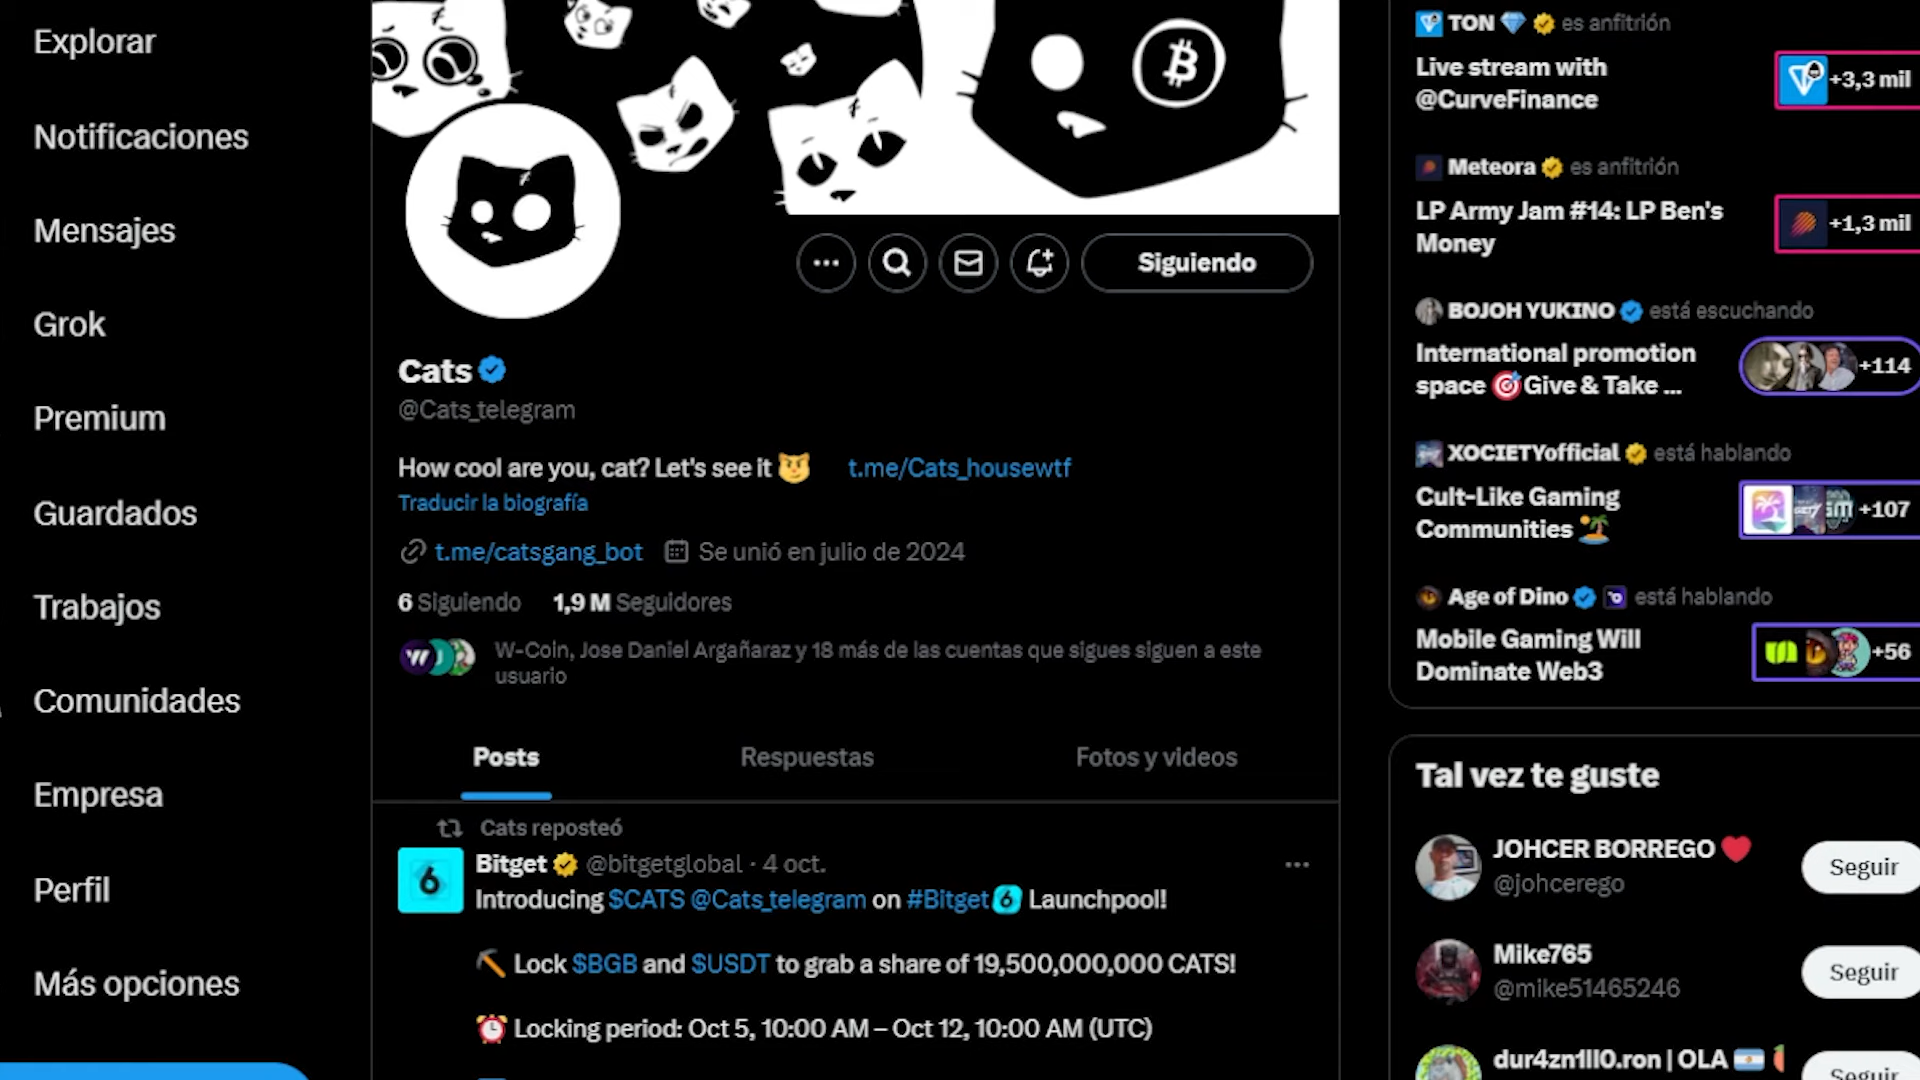 Explorar
Notificaciones
Mensajes
Grok
Premium
Guardados
Trabajos
Comunidades
Empresa
Perfil
Más opciones
Siguiendo
Cats
@Cats_telegram
How cool are you, cat? Let's see it 😼 t.me/Cats_housewtf
Traducir la biografía
t.me/catsgang_bot Se unió en julio de 2024
6 Siguiendo 1,9 M Seguidores
W-Coin, Jose Daniel Argañaraz y 18 más de las cuentas que sigues siguen a este
usuario
Posts Respuestas Fotos y videos
Cats reposteó
Bitget @bitgetglobal · 4 oct.
Introducing $CATS @Cats_telegram on #Bitget Launchpool!
⛏️ Lock $BGB and $USDT to grab a share of 19,500,000,000 CATS!
⏰ Locking period: Oct 5, 10:00 AM – Oct 12, 10:00 AM (UTC)
TON 💎 es anfitrión
Live stream with
@CurveFinance
+3,3 mil
Meteora es anfitrión
LP Army Jam #14: LP Ben's
Money
+1,3 mil
BOJOH YUKINO está escuchando
International promotion
space 🎯Give & Take ...
+114
XOCIETYofficial está hablando
Cult-Like Gaming
Communities 🏝️
+107
Age of Dino está hablando
Mobile Gaming Will
Dominate Web3
+56
Tal vez te guste
JOHCER BORREGO ❤️
@johcerego
Seguir
Mike765
@mike51465246
Seguir
dur4zn1ll0.ron | OLA 🇦🇷
Seguir